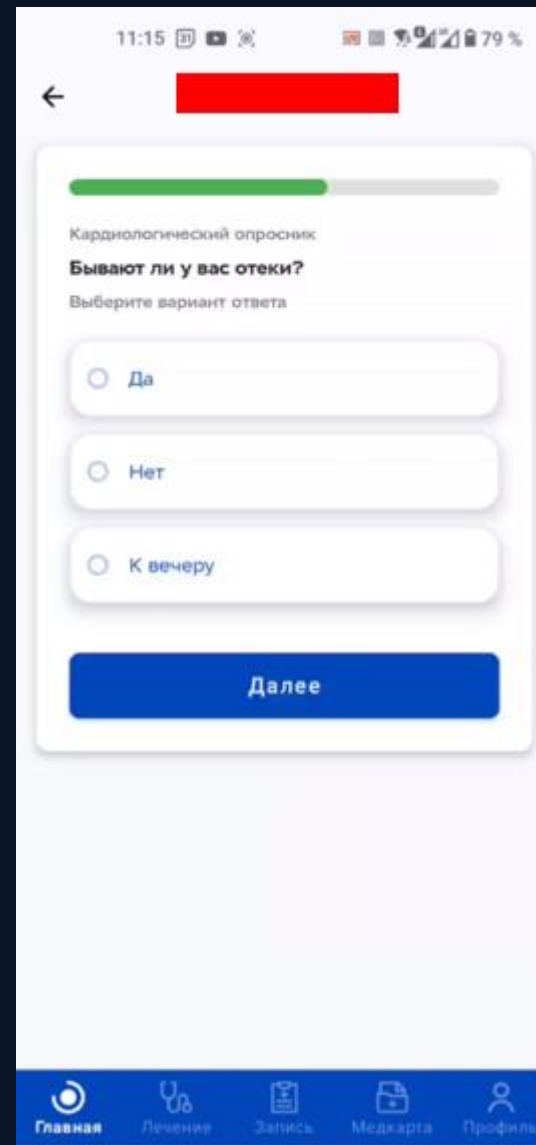 11:15 31 79 %
Кардиологический опросник
Бывают ли у вас отеки?
Выберите вариант ответа
Да
Нет
К вечеру
Далее
Главная Лечение Запись Медкарта Профиль